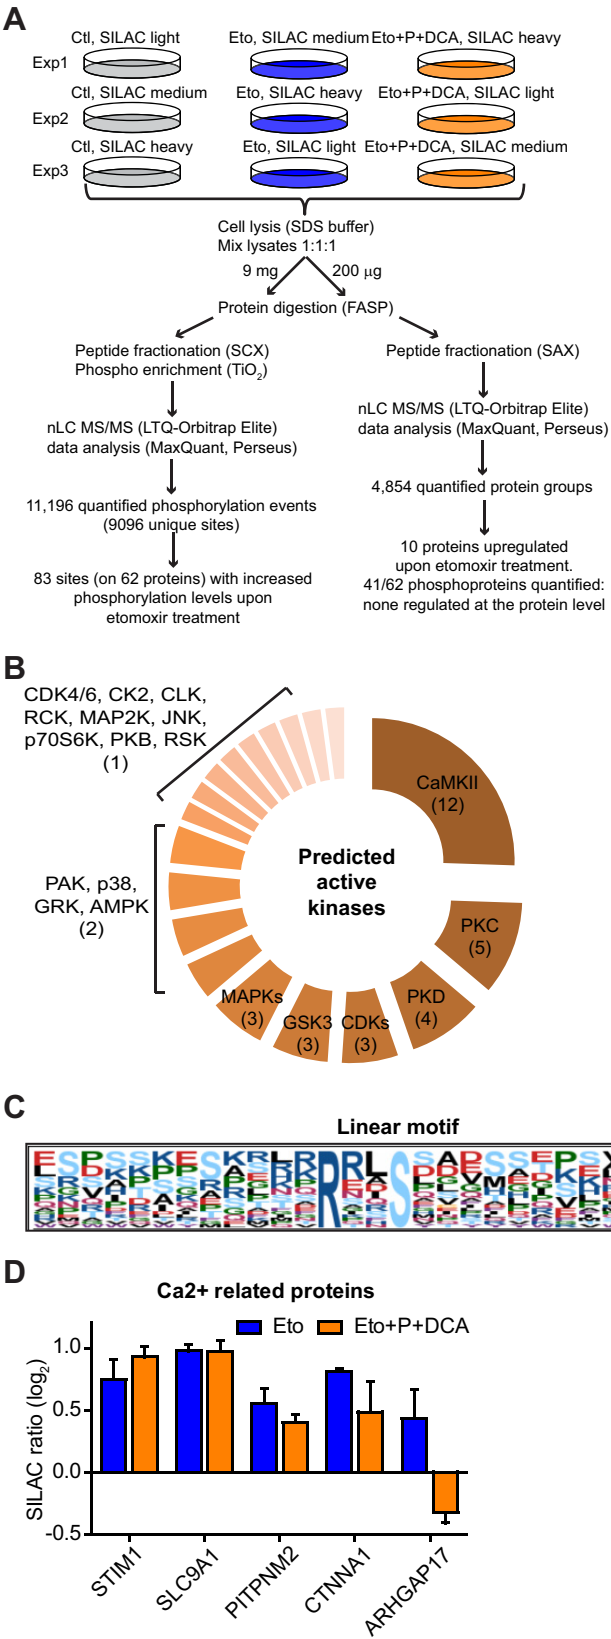 A
Ctl, SILAC light
Eto, SILAC medium
Eto+P+DCA, SILAC heavy
Exp1
Ctl, SILAC medium
Eto, SILAC heavy
Eto+P+DCA, SILAC light
Exp2
Ctl, SILAC heavy
Eto, SILAC light
Eto+P+DCA, SILAC medium
Exp3
Cell lysis (SDS buffer)
Mix lysates 1:1:1
9 mg
200 µg
Protein digestion (FASP)
Peptide fractionation (SCX)
Phospho enrichment (TiO2)
nLC MS/MS (LTQ-Orbitrap Elite)
data analysis (MaxQuant, Perseus)
11,196 quantified phosphorylation events
(9096 unique sites)
83 sites (on 62 proteins) with increased
phosphorylation levels upon
etomoxir treatment
Peptide fractionation (SAX)
nLC MS/MS (LTQ-Orbitrap Elite)
data analysis (MaxQuant, Perseus)
4,854 quantified protein groups
10 proteins upregulated
upon etomoxir treatment.
41/62 phosphoproteins quantified:
none regulated at the protein level
B
CDK4/6, CK2, CLK,
RCK, MAP2K, JNK,
p70S6K, PKB, RSK
(1)
CaMKII
(12)
Predicted
active
kinases
PAK, p38,
GRK, AMPK
(2)
PKC
(5)
PKD
(4)
MAPKs
(3)
GSK3
(3)
CDKs
(3)
C
Linear motif
D
Ca2+ related proteins
Eto
Eto+P+DCA
SILAC ratio (log2)
1.0
0.5
0.0
-0.5
STIM1
SLC9A1
PITPNM2
CTNNA1
ARHGAP17